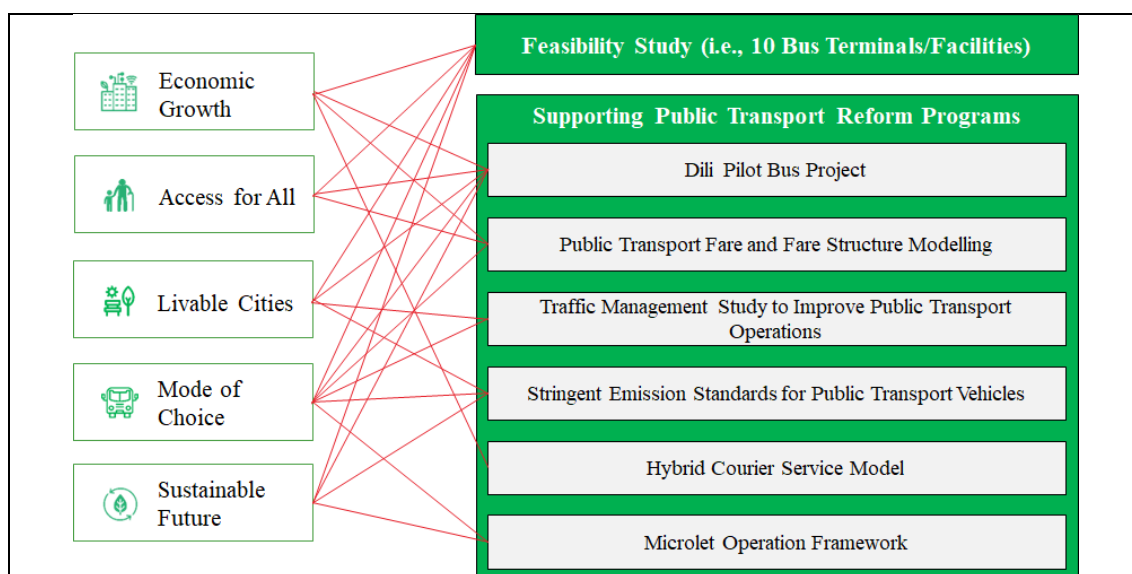 Economic
Growth
Access for All
Livable Cities
Mode of
Choice
Sustainable
Future
Feasibility Study (i.e., 10 Bus Terminals/Facilities)
Supporting Public Transport Reform Programs
Dili Pilot Bus Project
Public Transport Fare and Fare Structure Modelling
Traffic Management Study to Improve Public Transport
Operations
Stringent Emission Standards for Public Transport Vehicles
Hybrid Courier Service Model
Microlet Operation Framework